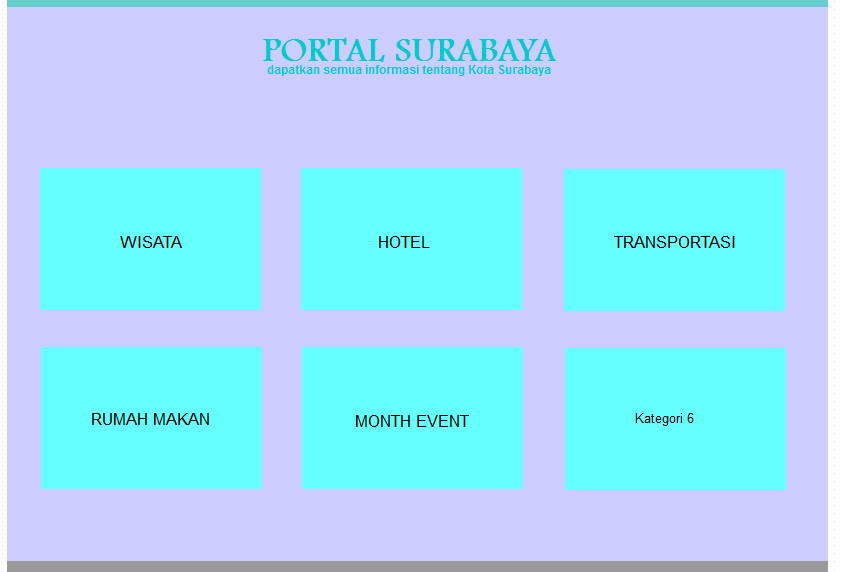 PORTAL SURABAYA
dapatkan semua informasi tentang Kota Surabaya
WISATA
HOTEL
TRANSPORTASI
RUMAH MAKAN
MONTH EVENT
Kategori 6